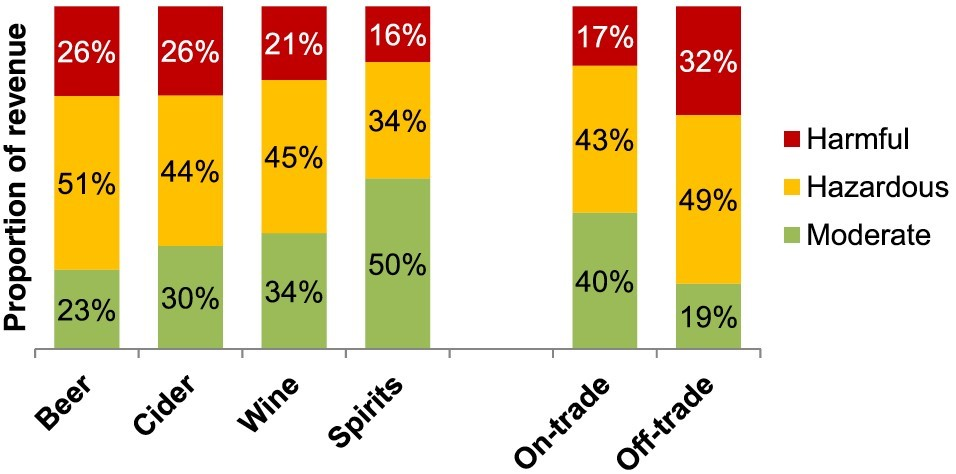 Proportion of revenue
26% 26% 21% 16% 17% 32%
51% 44% 45% 34% 43% 49%
23% 30% 34% 50% 40% 19%
Beer Cider Wine Spirits On-trade Off-trade
Harmful
Hazardous
Moderate